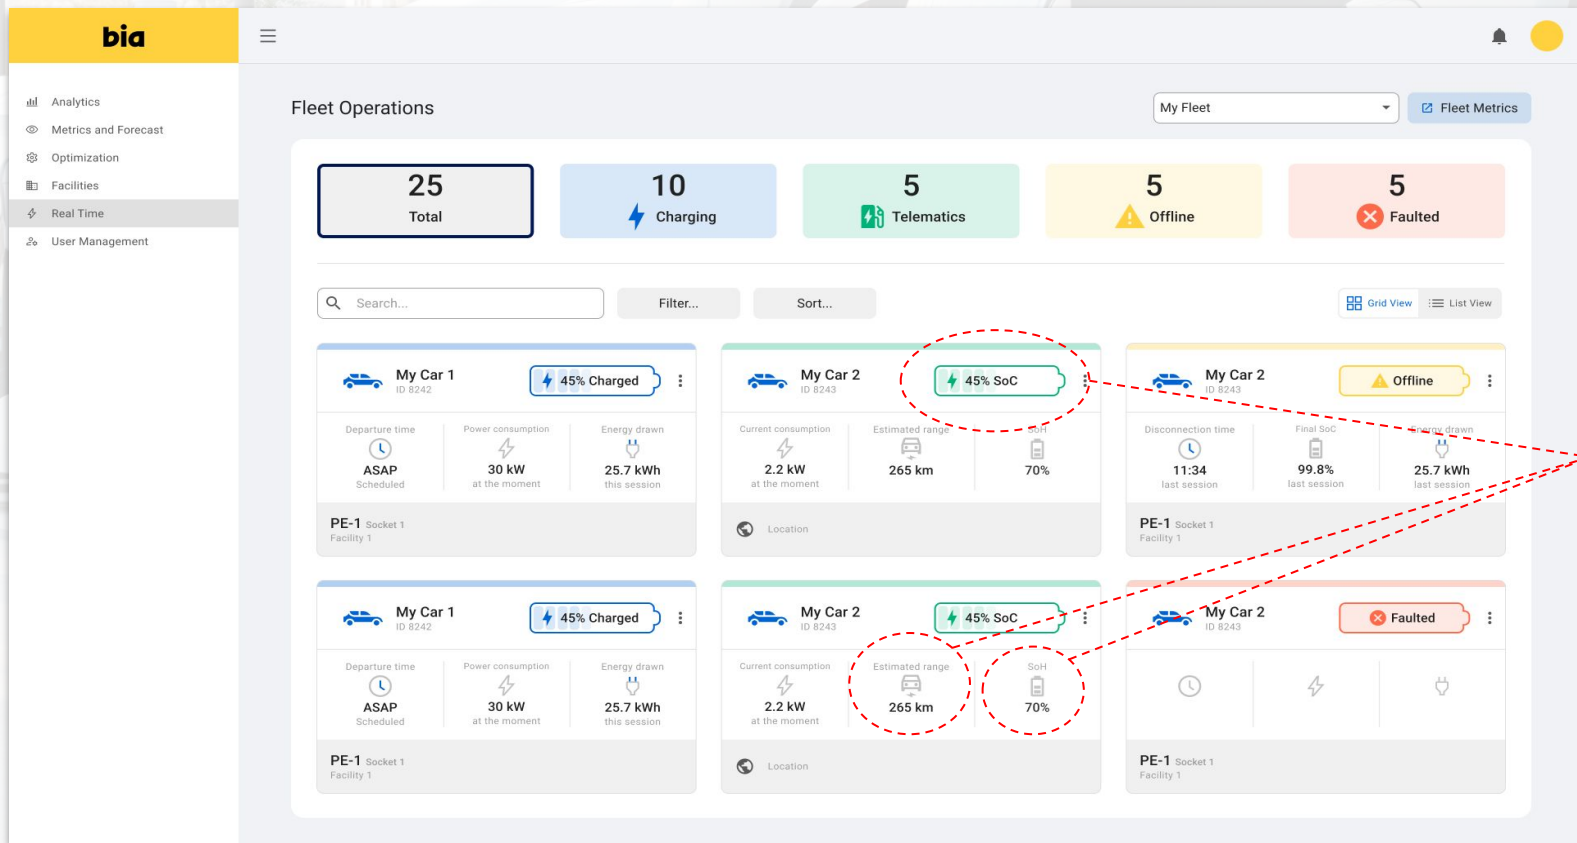 bia
Analytics
Metrics and Forecast
Optimization
Facilities
Real Time
User Management
Fleet Operations
My Fleet
Fleet Metrics
25
Total
10
Charging
5
Telematics
5
Offline
5
Faulted
Search...
Filter...
Sort...
Grid View
List View
My Car 1
ID 8242
45% Charged
Departure time
ASAP
Scheduled
Power consumption
30 kW
at the moment
Energy drawn
25.7 kWh
this session
PE-1 Socket 1
Facility 1
My Car 2
ID 8243
45% SoC
Current consumption
2.2 kW
at the moment
Estimated range
265 km
SoH
70%
Location
My Car 2
ID 8243
Offline
Disconnection time
11:34
last session
Final SoC
99.8%
last session
Energy drawn
25.7 kWh
last session
PE-1 Socket 1
Facility 1
My Car 1
ID 8242
45% Charged
Departure time
ASAP
Scheduled
Power consumption
30 kW
at the moment
Energy drawn
25.7 kWh
this session
PE-1 Socket 1
Facility 1
My Car 2
ID 8243
45% SoC
Current consumption
2.2 kW
at the moment
Estimated range
265 km
SoH
70%
Location
My Car 2
ID 8243
Faulted
PE-1 Socket 1
Facility 1